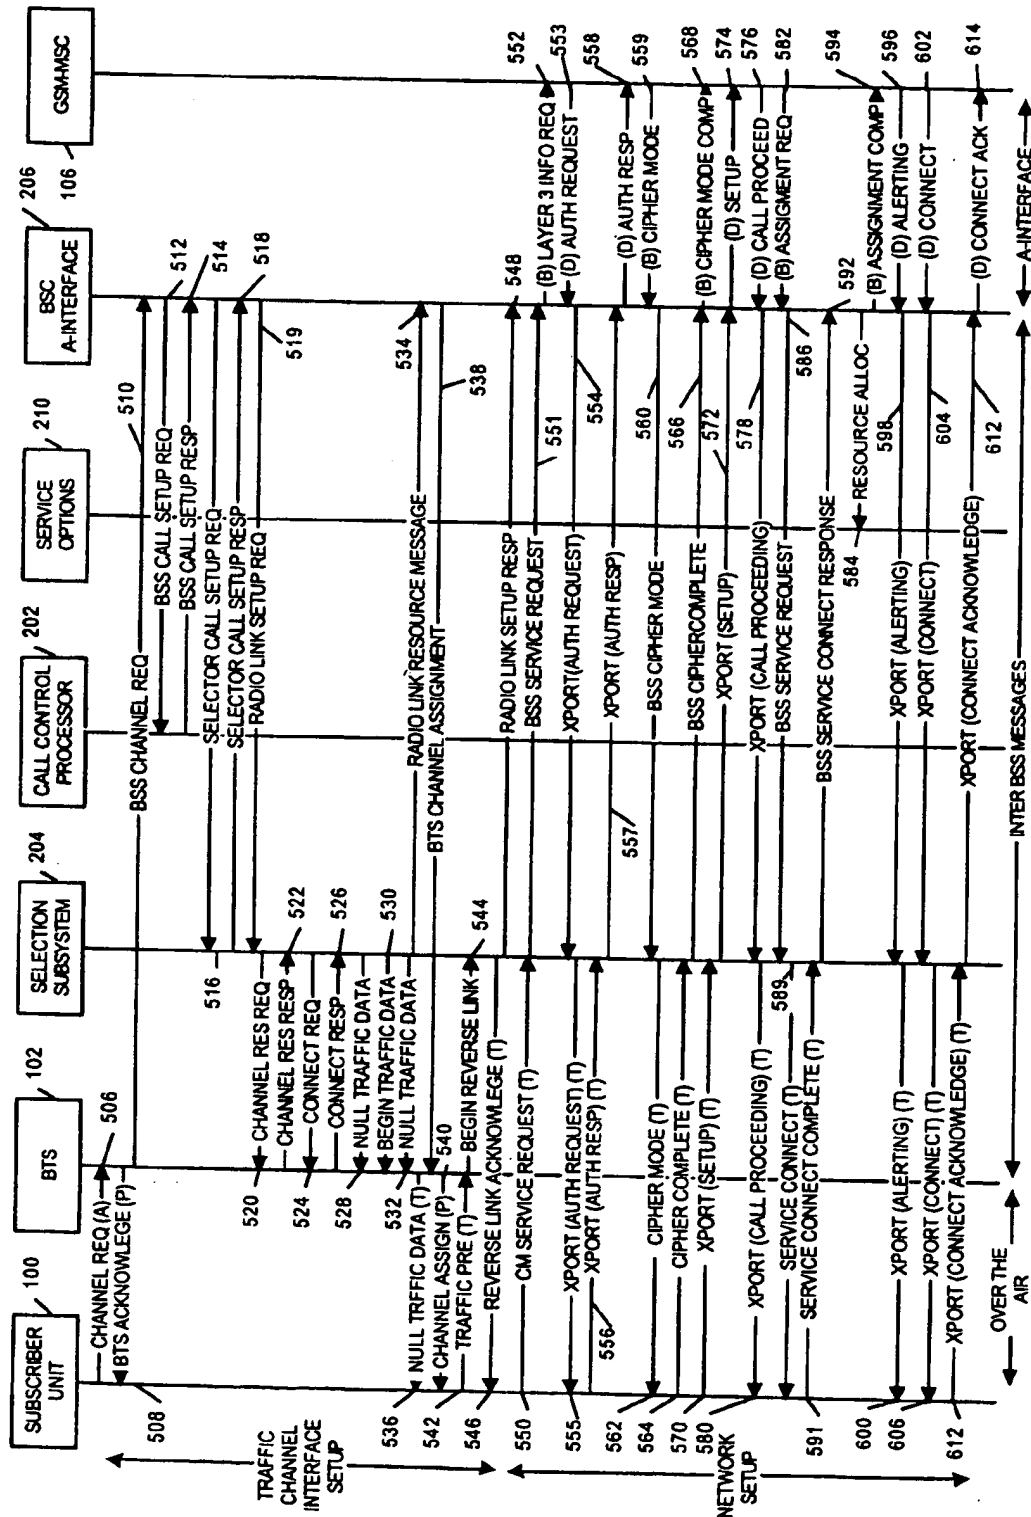 SUBSCRIBER
UNIT
100
BTS
102
SELECTION
SUBSYSTEM
204
CALL CONTROL
PROCESSOR
202
SERVICE
OPTIONS
210
BSC
A-INTERFACE
206
GSM-MSC
106
TRAFFIC
CHANNEL
INTERFACE
SETUP
CHANNEL REQ (A)
506
BTS ACKNOWLEGE (P)
508
BSS CHANNEL REQ
510
BSS CALL SETUP REQ
512
BSS CALL SETUP RESP
514
SELECTOR CALL SETUP REQ
516
SELECTOR CALL SETUP RESP
518
RADIO LINK SETUP REQ
519
520
CHANNEL RES REQ
CHANNEL RES RESP
522
524
CONNECT REQ
CONNECT RESP
526
528
NULL TRAFFIC DATA
BEGIN TRAFFIC DATA
530
532
NULL TRAFFIC DATA
RADIO LINK RESOURCE MESSAGE
534
536
NULL TRFFIC DATA (T)
BTS CHANNEL ASSIGNMENT
538
CHANNEL ASSIGN (P)
540
542
TRAFFIC PRE (T)
BEGIN REVERSE LINK
544
546
REVERSE LINK ACKNOWLEGE (T)
RADIO LINK SETUP RESP
548
NETWORK
SETUP
550
CM SERVICE REQUEST (T)
BSS SERVICE REQUEST
551
(B) LAYER 3 INFO REQ
552
(D) AUTH REQUEST
553
XPORT(AUTH REQUEST)
554
555
XPORT (AUTH REQUEST) (T)
XPORT (AUTH RESP) (T)
556
XPORT (AUTH RESP)
557
(D) AUTH RESP
558
(B) CIPHER MODE
559
BSS CIPHER MODE
560
562
CIPHER MODE (T)
564
CIPHER COMPLETE (T)
BSS CIPHERCOMPLETE
566
(B) CIPHER MODE COMP
568
570
XPORT (SETUP) (T)
XPORT (SETUP)
572
(D) SETUP
574
(D) CALL PROCEED
576
XPORT (CALL PROCEEDING)
578
580
XPORT (CALL PROCEEDING) (T)
(B) ASSIGMENT REQ
582
BSS SERVICE REQUEST
586
589
SERVICE CONNECT (T)
SERVICE CONNECT COMPLETE (T)
591
BSS SERVICE CONNECT RESPONSE
592
584
RESOURCE ALLOC
(B) ASSIGNMENT COMP
594
(D) ALERTING
596
XPORT (ALERTING)
598
600
XPORT (ALERTING) (T)
(D) CONNECT
602
XPORT (CONNECT)
604
606
XPORT (CONNECT) (T)
612
XPORT (CONNECT ACKNOWLEDGE) (T)
XPORT (CONNECT ACKNOWLEDGE)
612
(D) CONNECT ACK
614
OVER THE
AIR
INTER BSS MESSAGES
A-INTERFACE